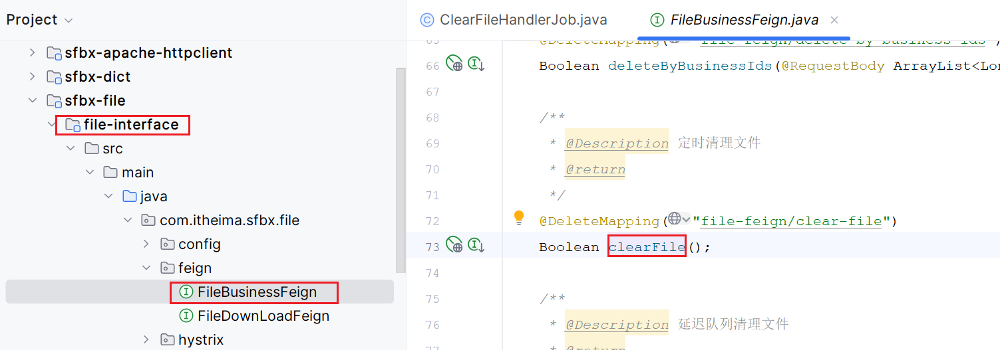 Project
sfbx-apache-httpclient
sfbx-dict
sfbx-file
file-interface
src
main
java
com.itheima.sfbx.file
config
feign
FileBusinessFeign
FileDownLoadFeign
hystrix
ClearFileHandlerJob.java
FileBusinessFeign.java
65 @DeleteMapping( "file-feign/delete-by-business-ids")
66 Boolean deleteByBusinessIds(@RequestBody ArrayList<Lon
67
68 /**
69 * @Description 定时清理文件
70 * @return
71 */
72 @DeleteMapping( "file-feign/clear-file")
73 Boolean clearFile();
74
75 /**
76 * @Description 延迟队列清理文件
77 * @return